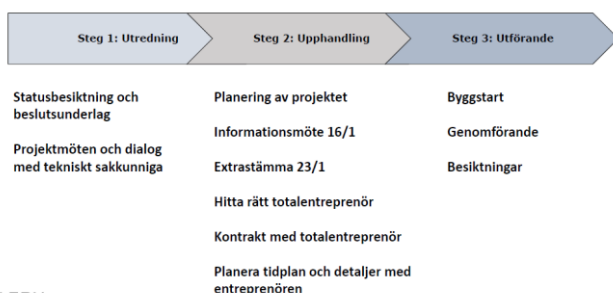 Steg 1: Utredning
Steg 2: Upphandling
Steg 3: Utförande
Statusbesiktning och
beslutsunderlag
Projektmöten och dialog
med tekniskt sakkunniga
Planering av projektet
Informationsmöte 16/1
Extrastämma 23/1
Hitta rätt totalentreprenör
Kontrakt med totalentreprenör
Planera tidplan och detaljer med
entreprenören
Byggstart
Genomförande
Besiktningar